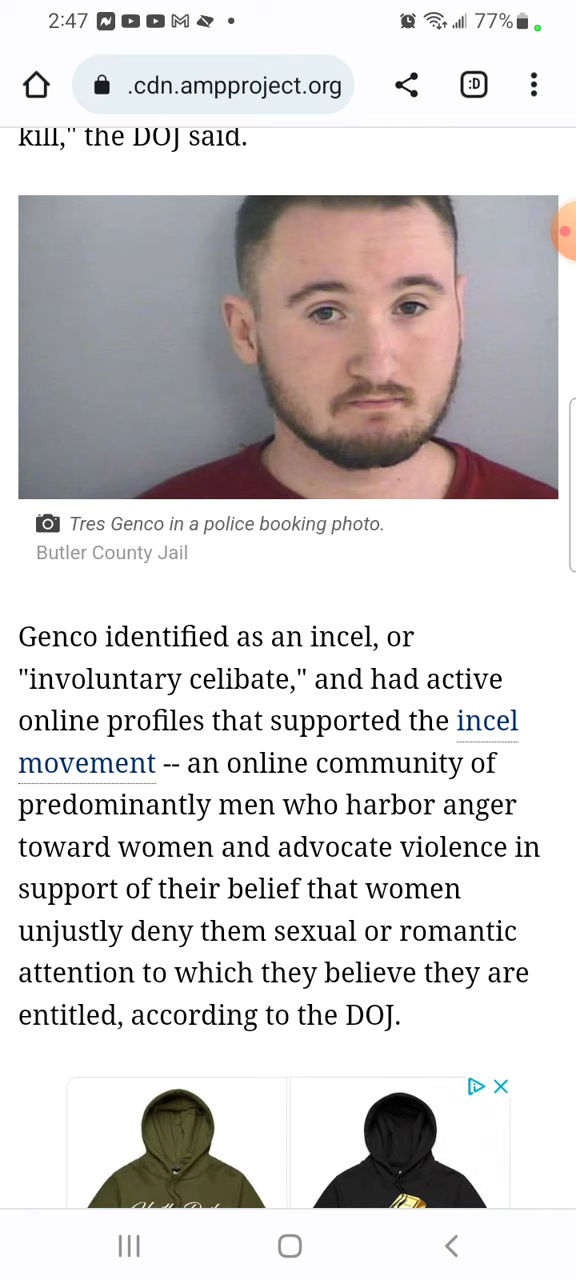 2:47
77%
.cdn.ampproject.org
:D
kill," the DOJ said.
Tres Genco in a police booking photo.
Butler County Jail
Genco identified as an incel, or
"involuntary celibate," and had active
online profiles that supported the incel
movement -- an online community of
predominantly men who harbor anger
toward women and advocate violence in
support of their belief that women
unjustly deny them sexual or romantic
attention to which they believe they are
entitled, according to the DOJ.